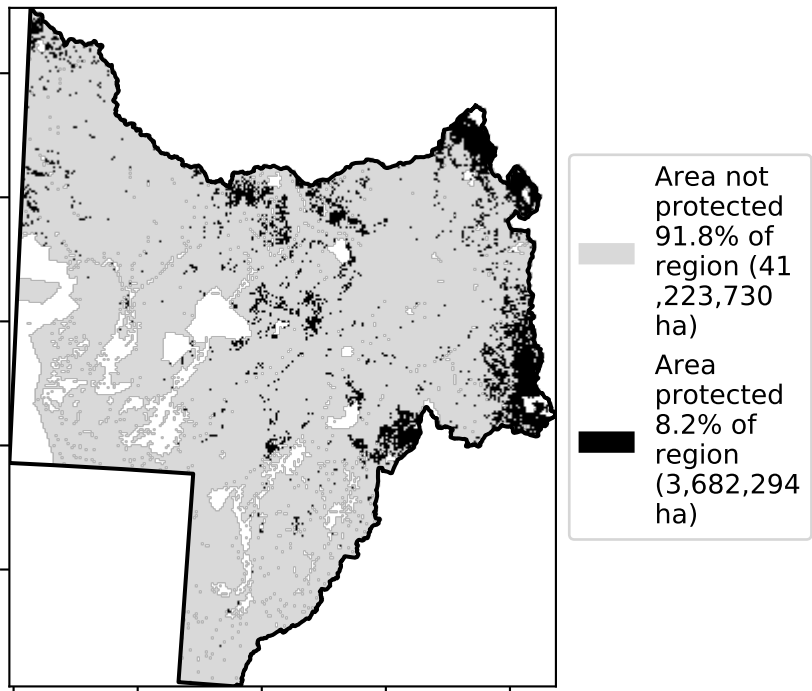 Area not
protected
91.8% of
region (41
,223,730
ha)
Area
protected
8.2% of
region
(3,682,294
ha)